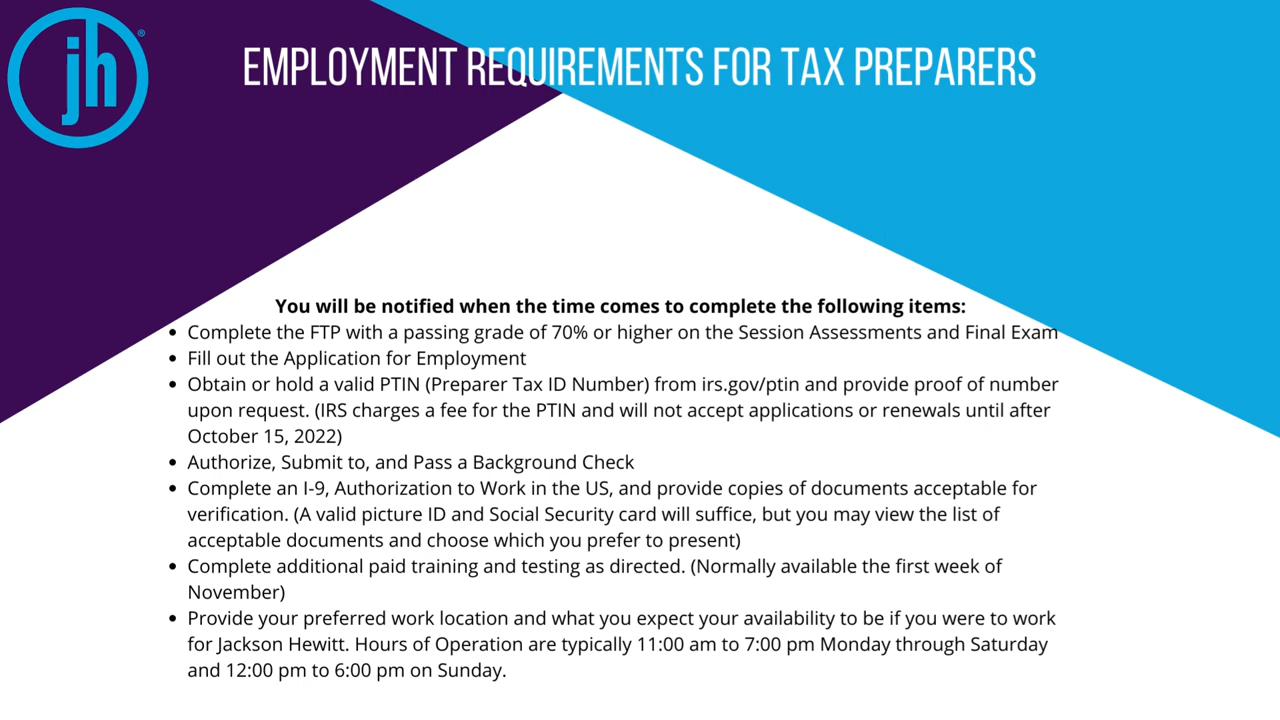 jh®
EMPLOYMENT REQUIREMENTS FOR TAX PREPARERS
You will be notified when the time comes to complete the following items:
• Complete the FTP with a passing grade of 70% or higher on the Session Assessments and Final Exam
• Fill out the Application for Employment
• Obtain or hold a valid PTIN (Preparer Tax ID Number) from irs.gov/ptin and provide proof of number
upon request. (IRS charges a fee for the PTIN and will not accept applications or renewals until after
October 15, 2022)
• Authorize, Submit to, and Pass a Background Check
• Complete an I-9, Authorization to Work in the US, and provide copies of documents acceptable for
verification. (A valid picture ID and Social Security card will suffice, but you may view the list of
acceptable documents and choose which you prefer to present)
• Complete additional paid training and testing as directed. (Normally available the first week of
November)
• Provide your preferred work location and what you expect your availability to be if you were to work
for Jackson Hewitt. Hours of Operation are typically 11:00 am to 7:00 pm Monday through Saturday
and 12:00 pm to 6:00 pm on Sunday.